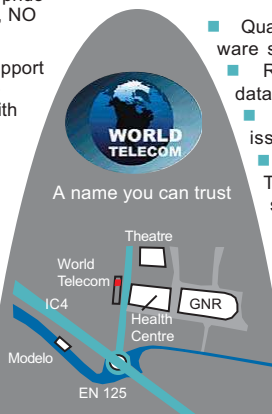 , NO
pport
th
Qua
ware s
R
data
iss
T
s
WORLD
TELECOM
A name you can trust
Theatre
World
Telecom
IC4
GNR
Health
Centre
Modelo
EN 125